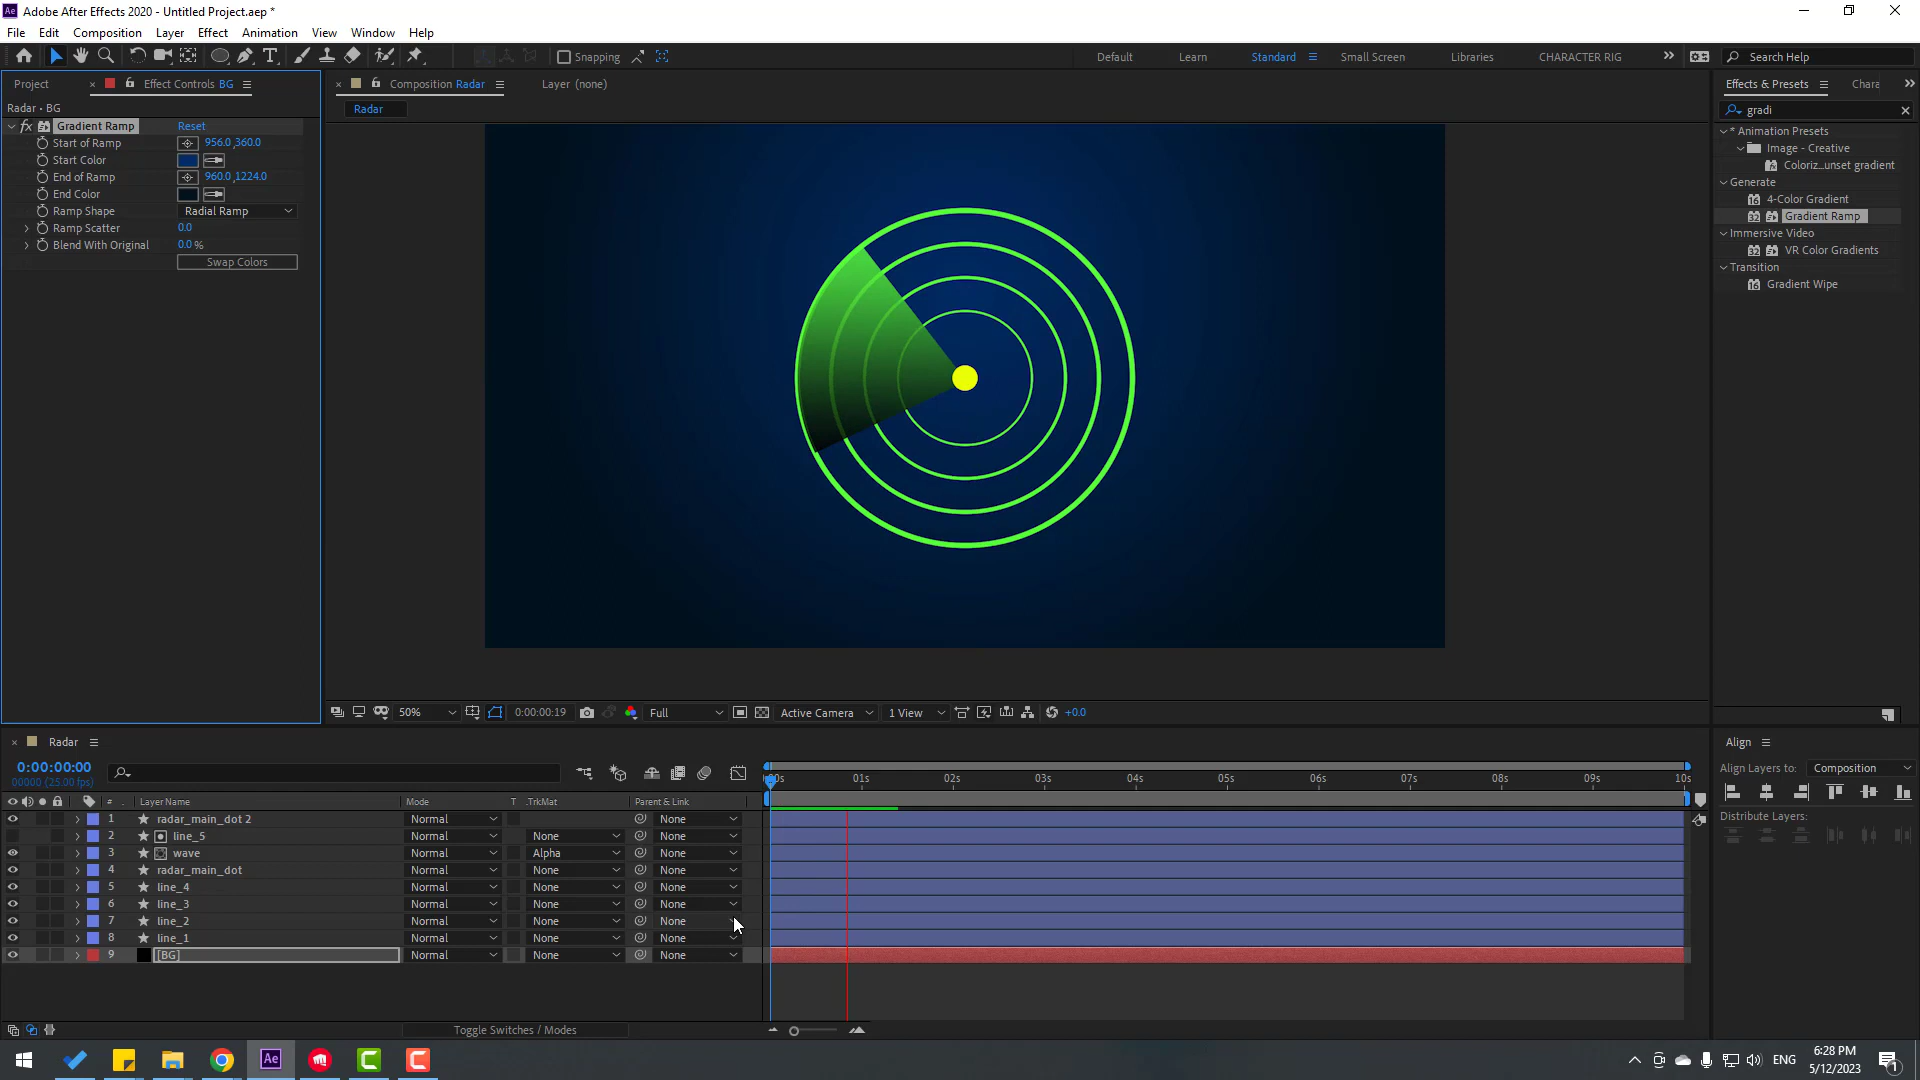 Adobe After Effects 2020 - Untitled Project.aep *
File Edit Composition Layer Effect Animation View Window Help
Snapping
Default Learn Standard Small Screen Libraries CHARACTER RIG Search Help
Project Effect Controls BG
Radar • BG
fx Gradient Ramp Reset
Start of Ramp 956.0,360.0
Start Color
End of Ramp 960.0,1224.0
End Color
Ramp Shape Radial Ramp
Ramp Scatter 0.0
Blend With Original 0.0 %
Swap Colors
Composition Radar Layer (none)
Radar
50% 0:00:00:19 Full Active Camera 1 View +0.0
Effects & Presets Chara
gradi
* Animation Presets
Image - Creative
Coloriz...unset gradient
Generate
4-Color Gradient
Gradient Ramp
Immersive Video
VR Color Gradients
Transition
Gradient Wipe
Radar
0:00:00:00
00000 (25.00 fps)
:00s 01s 02s 03s 04s 05s 06s 07s 08s 09s 10s
# Layer Name Mode T .TrkMat Parent & Link
1 radar_main_dot 2 Normal None
2 line_5 Normal None None
3 wave Normal Alpha None
4 radar_main_dot Normal None None
5 line_4 Normal None None
6 line_3 Normal None None
7 line_2 Normal None None
8 line_1 Normal None None
9 [BG] Normal None None
Toggle Switches / Modes
Align
Align Layers to: Composition
Distribute Layers:
Ae
ENG
6:28 PM
5/12/2023
1